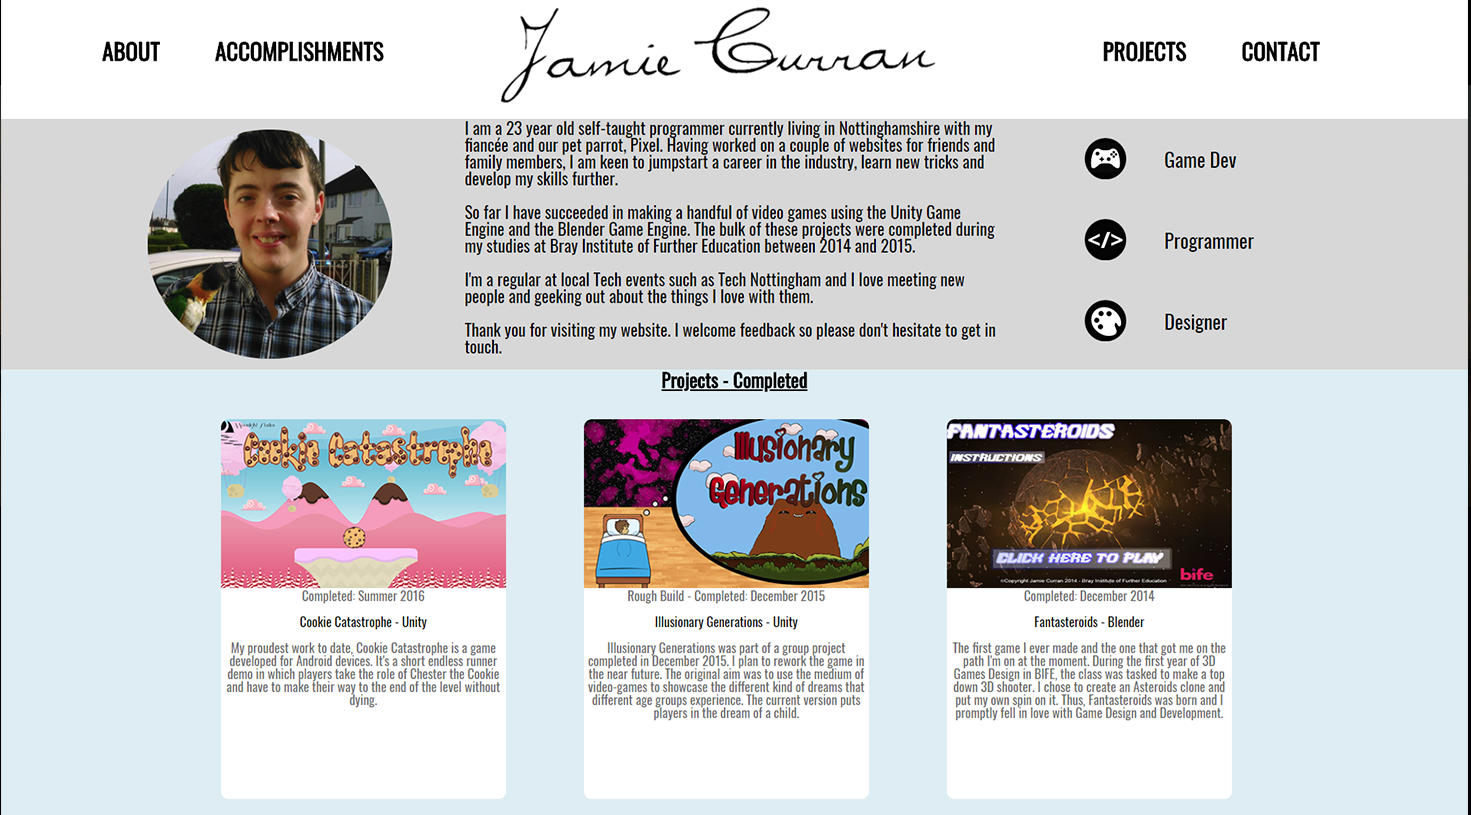 ABOUT
ACCOMPLISHMENTS
Jamie Curran
PROJECTS
CONTACT
I am a 23 year old self-taught programmer currently living in Nottinghamshire with my
fiancée and our pet parrot, Pixel. Having worked on a couple of websites for friends and
family members, I am keen to jumpstart a career in the industry, learn new tricks and
develop my skills further.
So far I have succeeded in making a handful of video games using the Unity Game
Engine and the Blender Game Engine. The bulk of these projects were completed during
my studies at Bray Institute of Further Education between 2014 and 2015.
I'm a regular at local Tech events such as Tech Nottingham and I love meeting new
people and geeking out about the things I love with them.
Thank you for visiting my website. I welcome feedback so please don't hesitate to get in
touch.
Game Dev
</>
Programmer
Designer
Projects - Completed
Cookie Catastrophe
Completed: Summer 2016
Cookie Catastrophe - Unity
My proudest work to date, Cookie Catastrophe is a game
developed for Android devices. It's a short endless runner
demo in which players take the role of Chester the Cookie
and have to make their way to the end of the level without
dying.
Illusionary
Generations
Rough Build - Completed: December 2015
Illusionary Generations - Unity
Illusionary Generations was part of a group project
completed in December 2015. I plan to rework the game in
the near future. The original aim was to use the medium of
video-games to showcase the different kind of dreams that
different age groups experience. The current version puts
players in the dream of a child.
FANTASTEROIDS
INSTRUCTIONS
CLICK HERE TO PLAY
©Copyright Jamie Curran 2014 - Bray Institute of Further Education
bife
Completed: December 2014
Fantasteroids - Blender
The first game I ever made and the one that got me on the
path I'm on at the moment. During the first year of 3D
Games Design in BIFE, the class was tasked to make a top
down 3D shooter. I chose to create an Asteroids clone and
put my own spin on it. Thus, Fantasteroids was born and I
promptly fell in love with Game Design and Development.